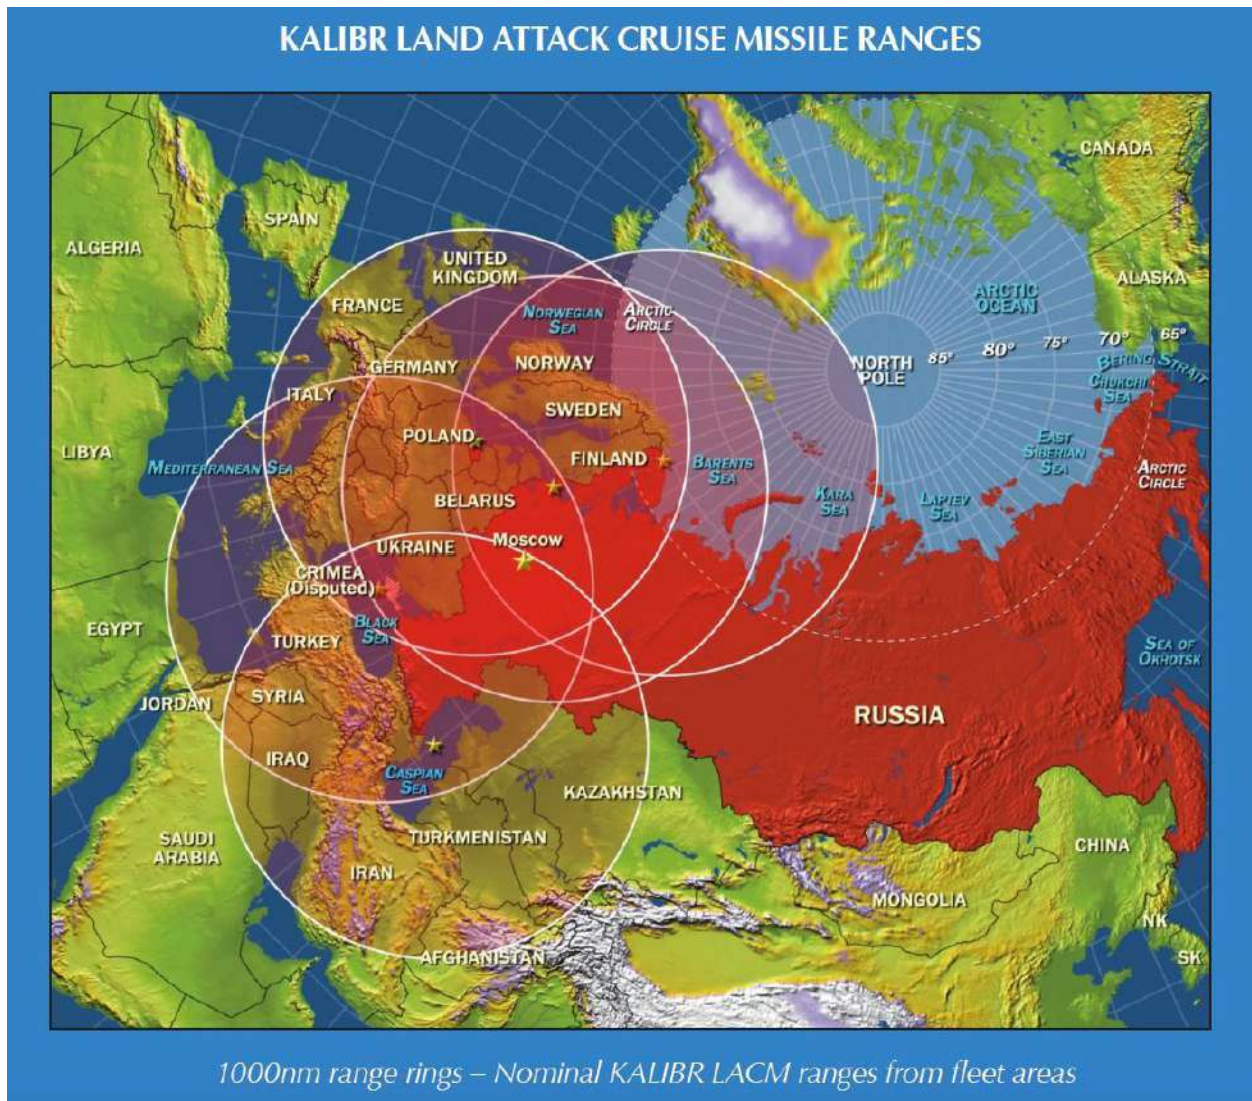 KALIBR LAND ATTACK CRUISE MISSILE RANGES
CANADA
SPAIN
ALGERIA
UNITED
KINGDOM
ALASKA
ARCTIC
OCEAN
FRANCE
NORWEGIAN
SEA
ARCTIC
CIRCLE
65°
70°
75°
80°
85°
BERING STRAIT
NORTH
POLE
NORWAY
GERMANY
CHUKCHI
SEA
ITALY
SWEDEN
POLAND
LIBYA
MEDITERRANEAN SEA
FINLAND
BARENTS
SEA
EAST
SIBERIAN
SEA
ARCTIC
CIRCLE
BELARUS
KARA
SEA
LAPTEV
SEA
UKRAINE
MOSCOW
CRIMEA
(Disputed)
EGYPT
BLACK
SEA
TURKEY
SEA OF
OKHOTSK
JORDAN
SYRIA
RUSSIA
IRAQ
CASPIAN
SEA
KAZAKHSTAN
SAUDI
ARABIA
TURKMENISTAN
CHINA
IRAN
MONGOLIA
NK
AFGHANISTAN
SK
1000nm range rings – Nominal KALIBR LACM ranges from fleet areas